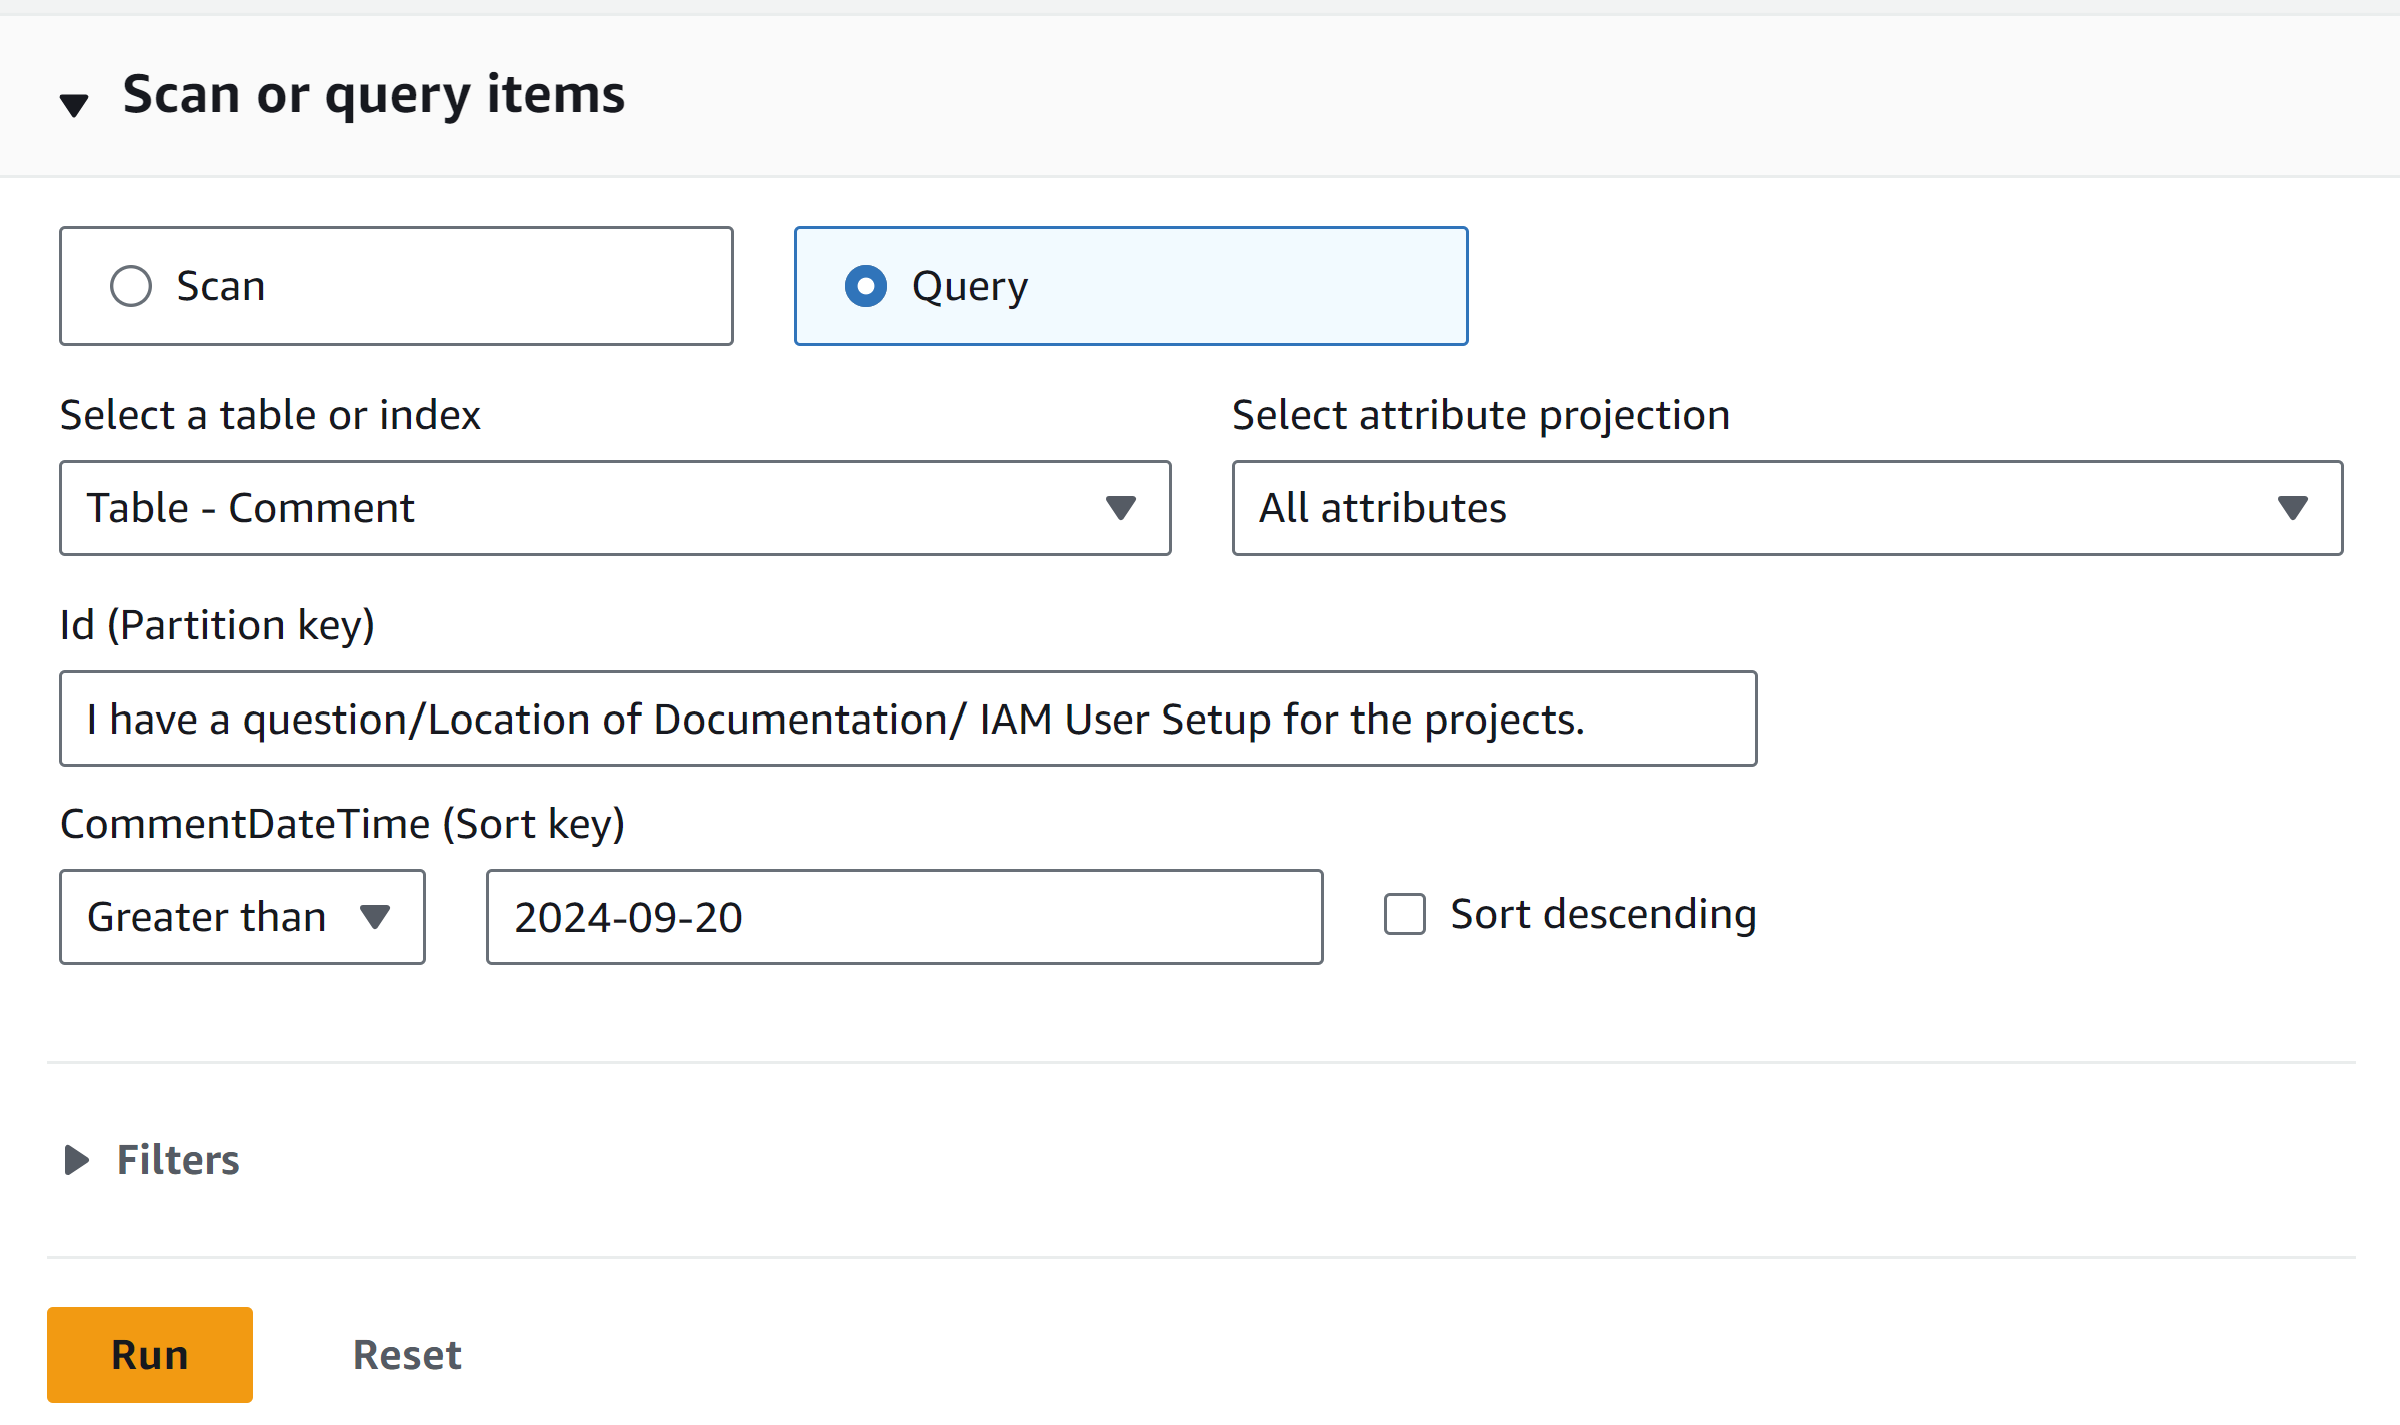 Scan or query items
Scan
Query
Select a table or index
Select attribute projection
Table - Comment
All attributes
Id (Partition key)
I have a question/Location of Documentation/ IAM User Setup for the projects.
CommentDateTime (Sort key)
Greater than
2024-09-20
Sort descending
Filters
Run
Reset